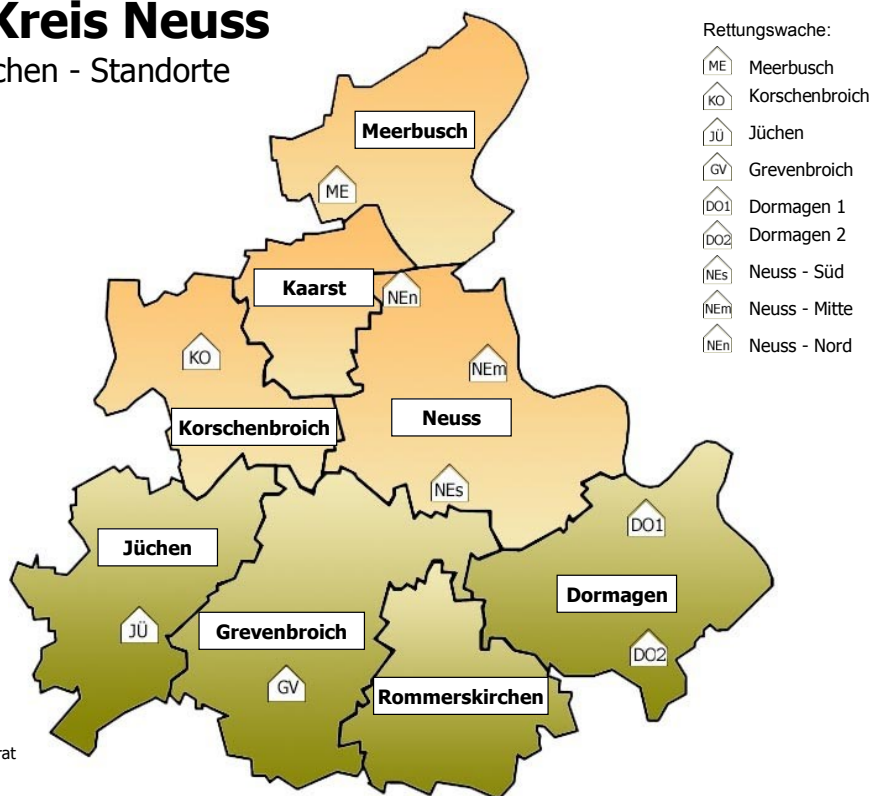 Kreis Neuss
chen - Standorte
Rettungswache:
ME Meerbusch
KO Korschenbroich
JÜ Jüchen
GV Grevenbroich
DO1 Dormagen 1
DO2 Dormagen 2
NEs Neuss - Süd
NEm Neuss - Mitte
NEn Neuss - Nord
Meerbusch
ME
Kaarst
NEn
KO
NEm
Korschenbroich
Neuss
NEs
DO1
Jüchen
Dormagen
JÜ
Grevenbroich
DO2
GV
Rommerskirchen
rat